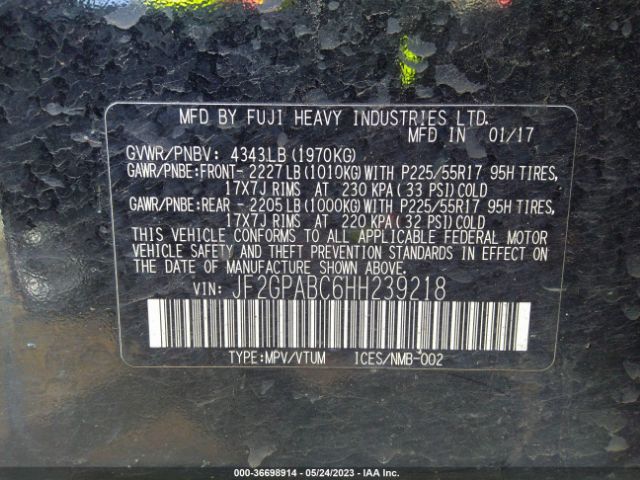 MFD BY FUJI HEAVY INDUSTRIES LTD.
MFD IN 01/17
GVWR/PNBV: 4343LB(1970KG)
GAWR/PNBE:FRONT- 2227LB(1010KG)WITH P225/55R17 95H TIRES,
17X7J RIMS AT 230 KPA(33 PSI)COLD
GAWR/PNBE:REAR - 2205LB(1000KG)WITH P225/55R17 95H TIRES,
17X7J RIMS AT 220 KPA(32 PSI)COLD
THIS VEHICLE CONFORMS TO ALL APPLICABLE FEDERAL MOTOR
VEHICLE SAFETY AND THEFT PREVENTION STANDARDS IN EFFECT ON
THE DATE OF MANUFACTURE SHOWN ABOVE.
VIN: JF2GPABC6HH239218
TYPE:MPV/VTUM ICES/NMB-002
000-36698914 - 05/24/2023 - IAA Inc.